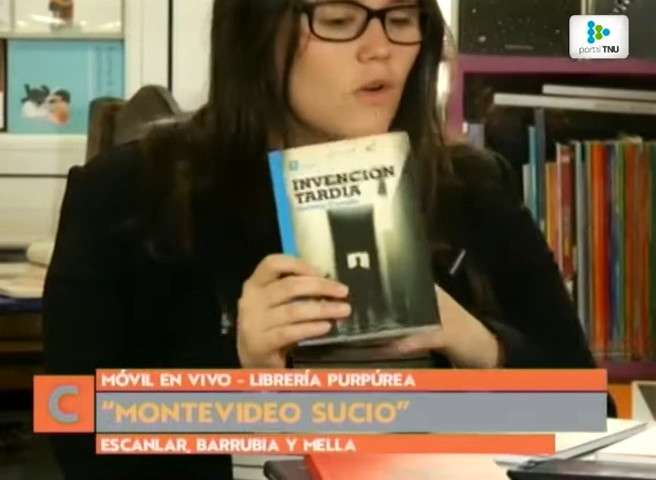 portal TNU
INVENCIÓN
TARDÍA
MÓVIL EN VIVO - LIBRERÍA PURPÚREA
C
"MONTEVIDEO SUCIO"
ESCANLAR, BARRUBIA Y MELLA